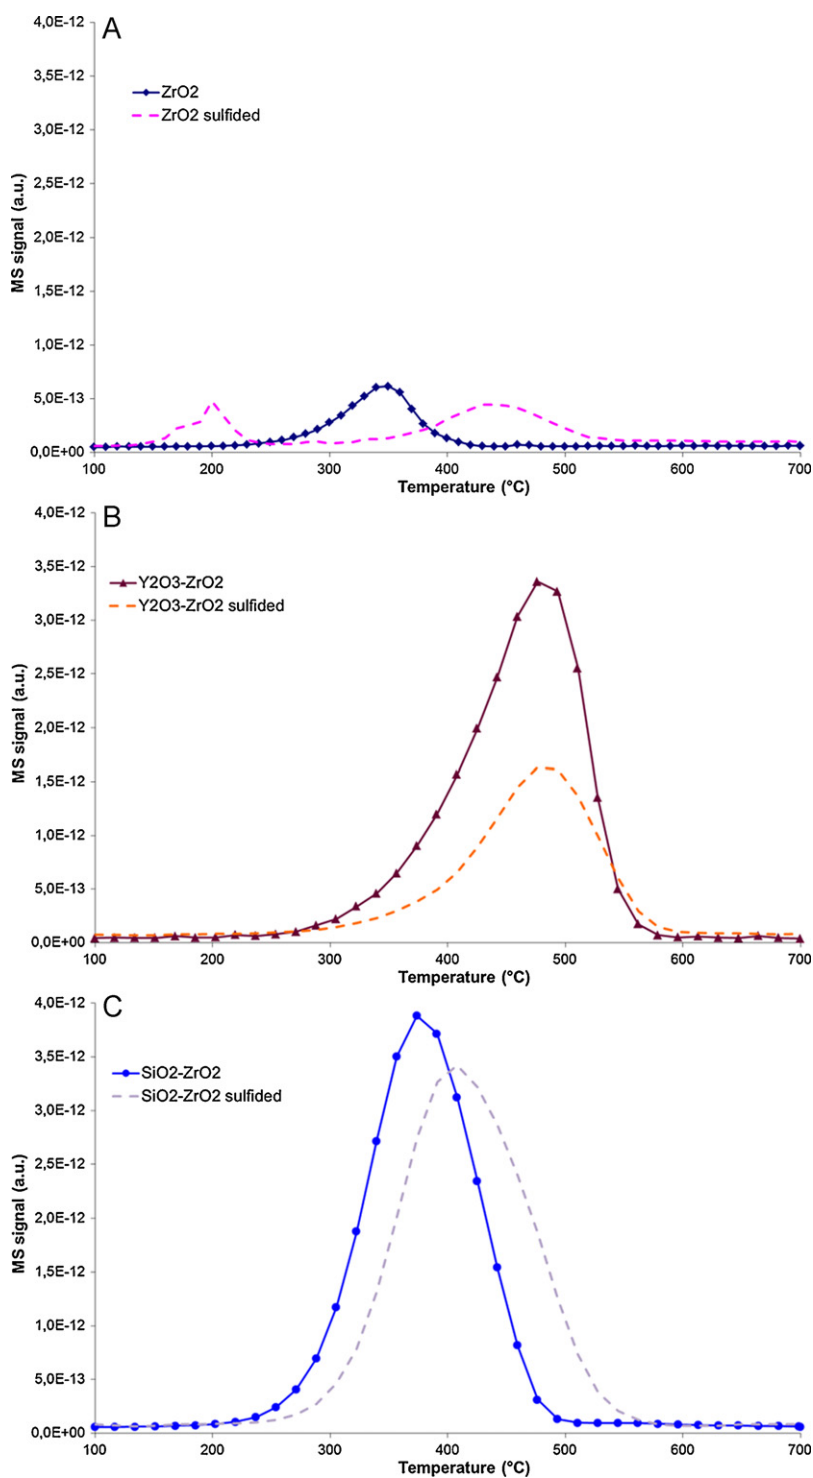 A
4,0E-12
3,5E-12
ZrO2
ZrO2 sulfided
3,0E-12
2,5E-12
2,0E-12
1,5E-12
1,0E-12
5,0E-13
0,0E+00
MS signal (a.u.)
100 200 300 400 500 600 700
Temperature (°C)
B
4,0E-12
3,5E-12
Y2O3-ZrO2
Y2O3-ZrO2 sulfided
3,0E-12
2,5E-12
2,0E-12
1,5E-12
1,0E-12
5,0E-13
0,0E+00
MS signal (a.u.)
100 200 300 400 500 600 700
Temperature (°C)
C
4,0E-12
3,5E-12
SiO2-ZrO2
SiO2-ZrO2 sulfided
3,0E-12
2,5E-12
2,0E-12
1,5E-12
1,0E-12
5,0E-13
0,0E+00
MS signal (a.u.)
100 200 300 400 500 600 700
Temperature (°C)